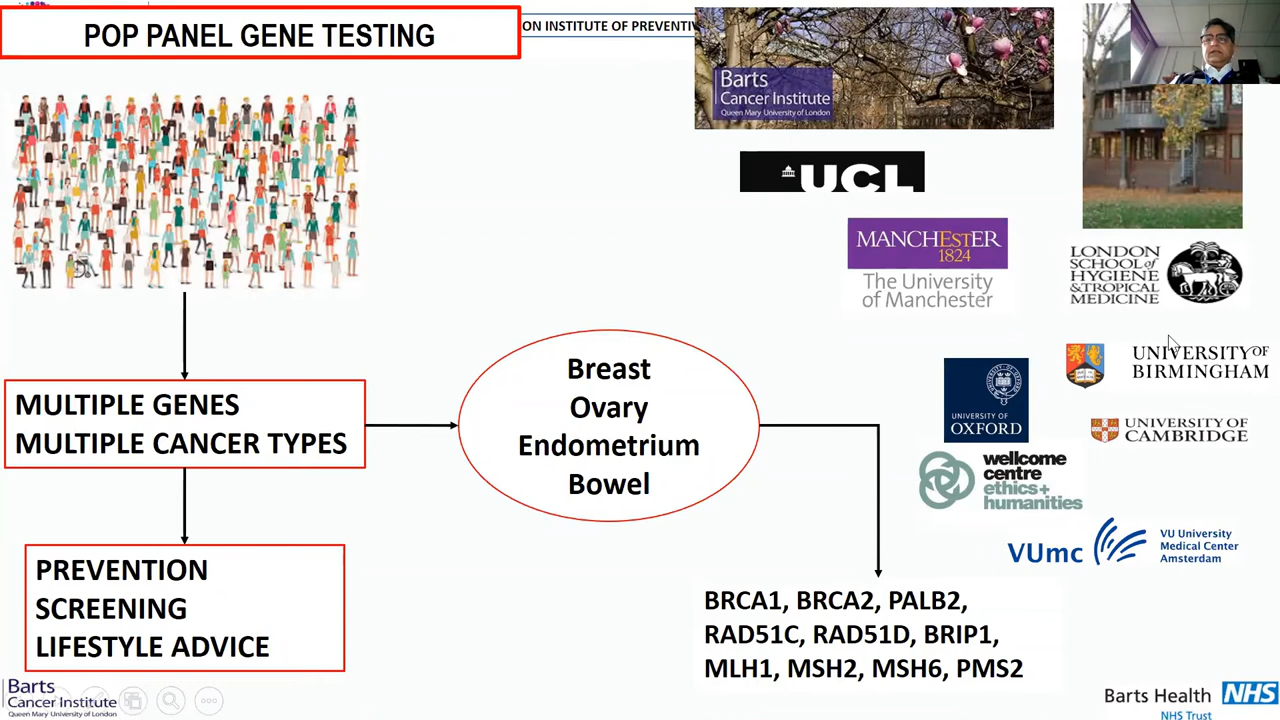 POP PANEL GENE TESTING
ON INSTITUTE OF PREVENTIV
Barts
Cancer Institute
Queen Mary University of London
UCL
MANCHESTER
1824
The University
of Manchester
LONDON
SCHOOL of
HYGIENE
& TROPICAL
MEDICINE
UNIVERSITY OF
BIRMINGHAM
UNIVERSITY OF
OXFORD
UNIVERSITY OF
CAMBRIDGE
wellcome
centre
ethics+
humanities
VUmc
VU University
Medical Center
Amsterdam
MULTIPLE GENES
MULTIPLE CANCER TYPES
Breast
Ovary
Endometrium
Bowel
PREVENTION
SCREENING
LIFESTYLE ADVICE
BRCA1, BRCA2, PALB2,
RAD51C, RAD51D, BRIP1,
MLH1, MSH2, MSH6, PMS2
Barts
Cancer Institute
Queen Mary University of London
Barts Health NHS
NHS Trust